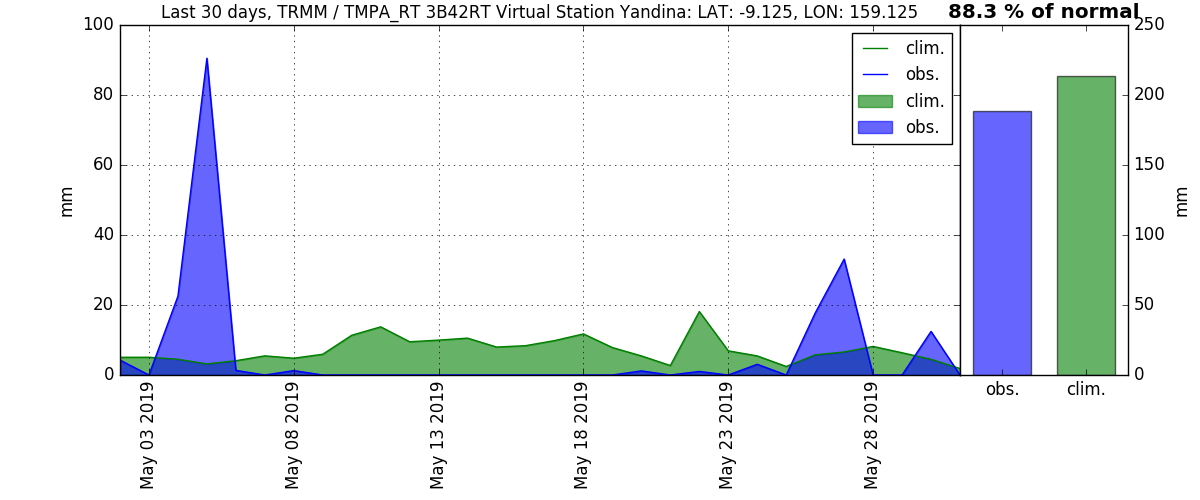 Last 30 days, TRMM / TMPA_RT 3B42RT Virtual Station Yandina: LAT: -9.125, LON: 159.125
88.3 % of normal
100
80
60
40
20
0
mm
clim.
obs.
clim.
obs.
May 03 2019
May 08 2019
May 13 2019
May 18 2019
May 23 2019
May 28 2019
250
200
150
100
50
0
mm
obs.
clim.